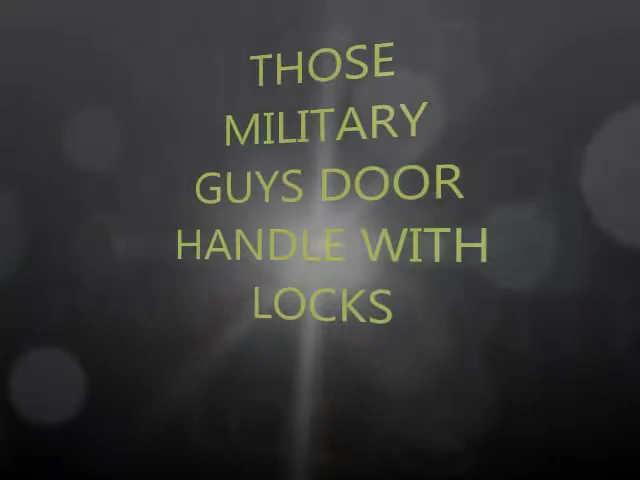 THOSE
MILITARY
GUYS DOOR
HANDLE WITH
LOCKS